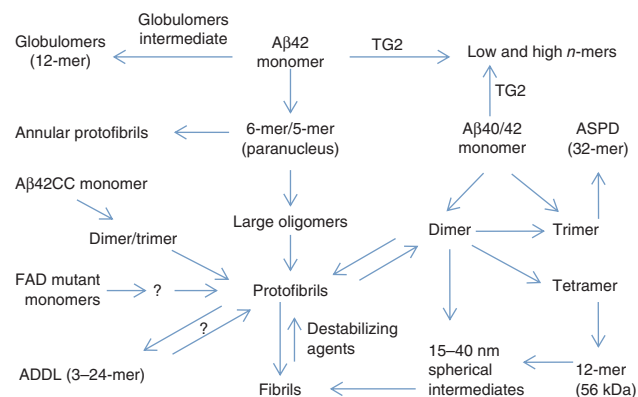 Globulomers
intermediate
Globulomers
(12-mer)
Aβ42
monomer
TG2
Low and high n-mers
TG2
Annular protofibrils
6-mer/5-mer
(paranucleus)
Aβ40/42
monomer
ASPD
(32-mer)
Aβ42CC monomer
Large oligomers
Dimer/trimer
Dimer
Trimer
FAD mutant
monomers
?
Protofibrils
Tetramer
?
Destabilizing
agents
ADDL (3–24-mer)
Fibrils
15–40 nm
spherical
intermediates
12-mer
(56 kDa)